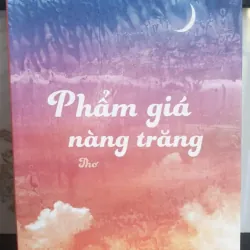 Phẩm giá
nàng trăng
Thơ